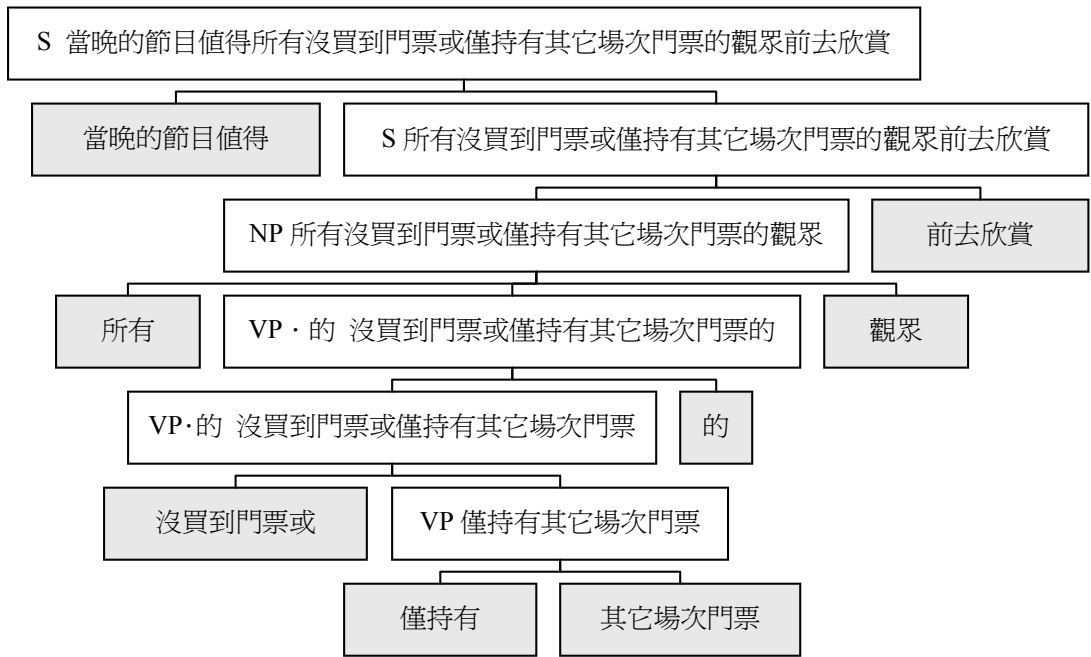 S 當晚的節目值得所有沒買到門票或僅持有其它場次門票的觀眾前去欣賞
當晚的節目值得
S 所有沒買到門票或僅持有其它場次門票的觀眾前去欣賞
NP 所有沒買到門票或僅持有其它場次門票的觀眾
前去欣賞
所有
VP · 的 沒買到門票或僅持有其它場次門票的
觀眾
VP·的 沒買到門票或僅持有其它場次門票
的
沒買到門票或
VP 僅持有其它場次門票
僅持有
其它場次門票